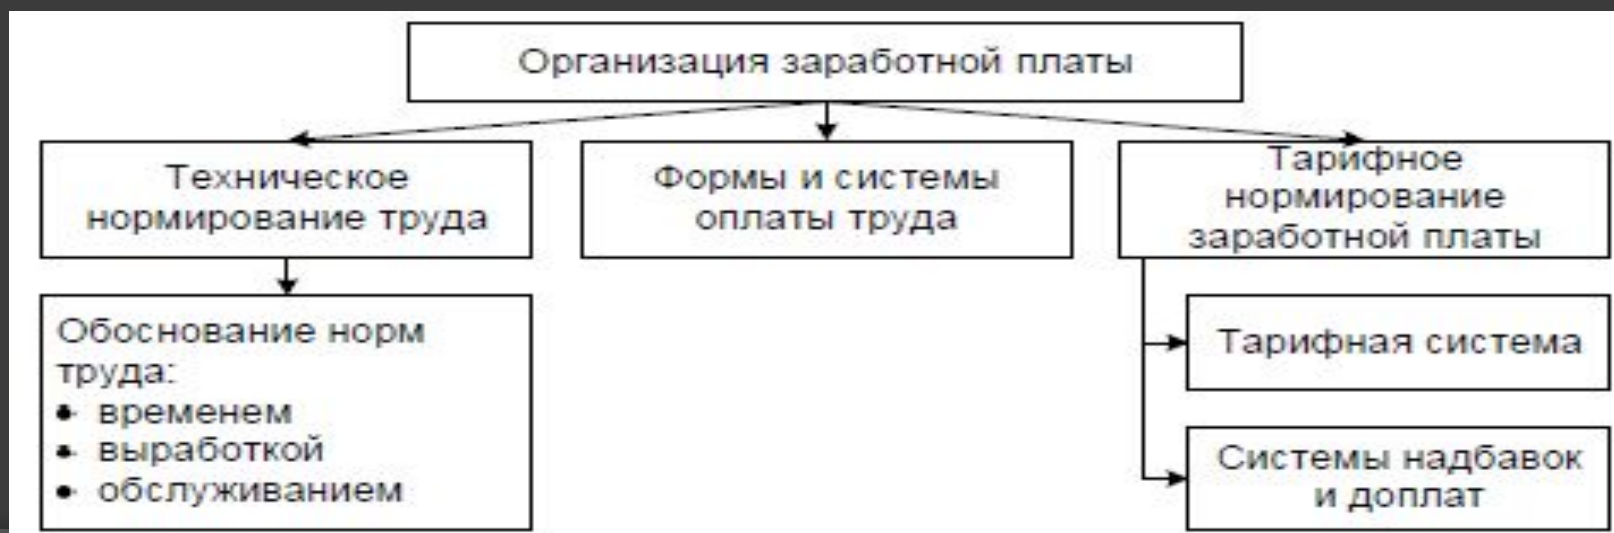 Организация заработной платы
Техническое
нормирование труда
Формы и системы
оплаты труда
Тарифное
нормирование
заработной платы
Обоснование норм
труда:
• временем
• выработкой
• обслуживанием
Тарифная система
Системы надбавок
и доплат